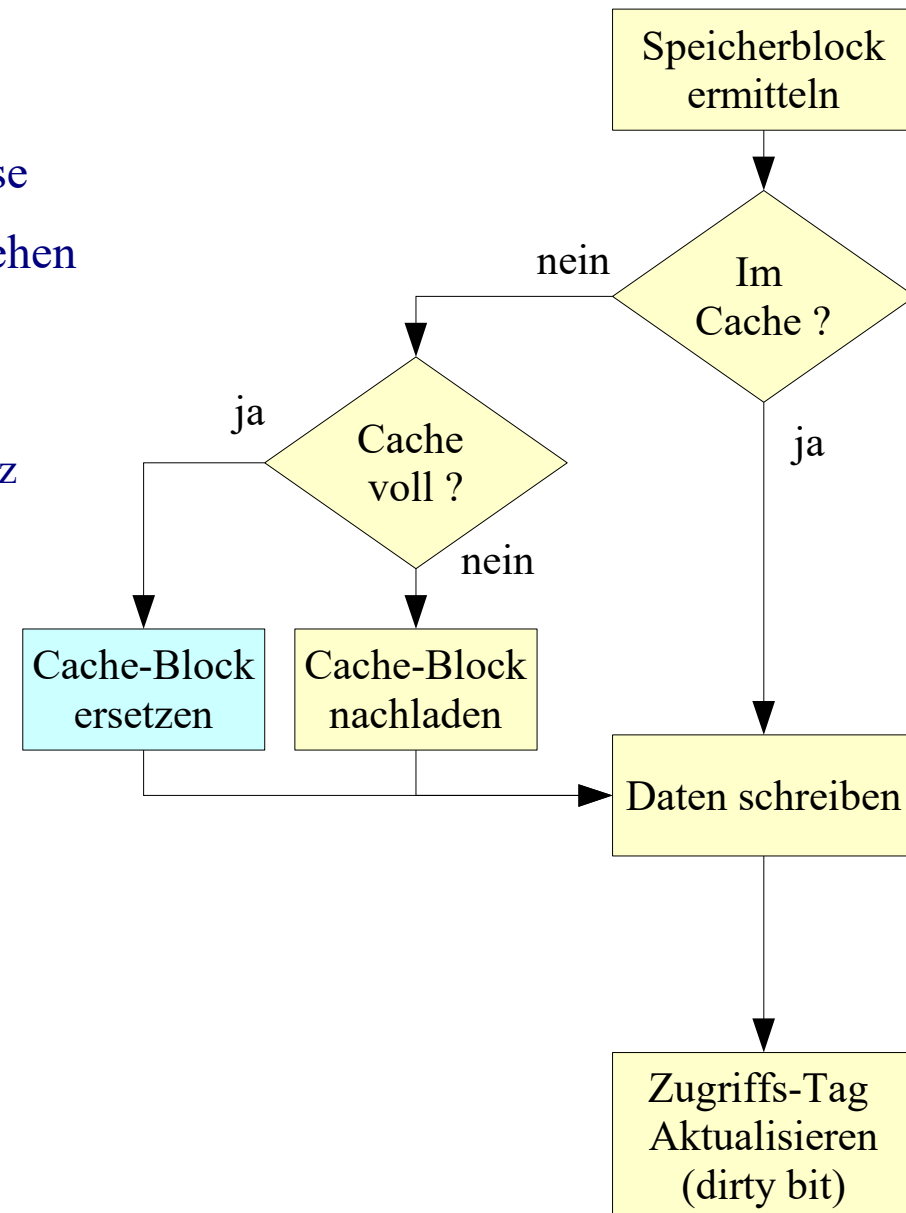 Speicherblock
ermitteln
se
ehen
nein
Im
Cache ?
ja
Cache
voll ?
ja
z
nein
Cache-Block
ersetzen
Cache-Block
nachladen
Daten schreiben
Zugriffs-Tag
Aktualisieren
(dirty bit)